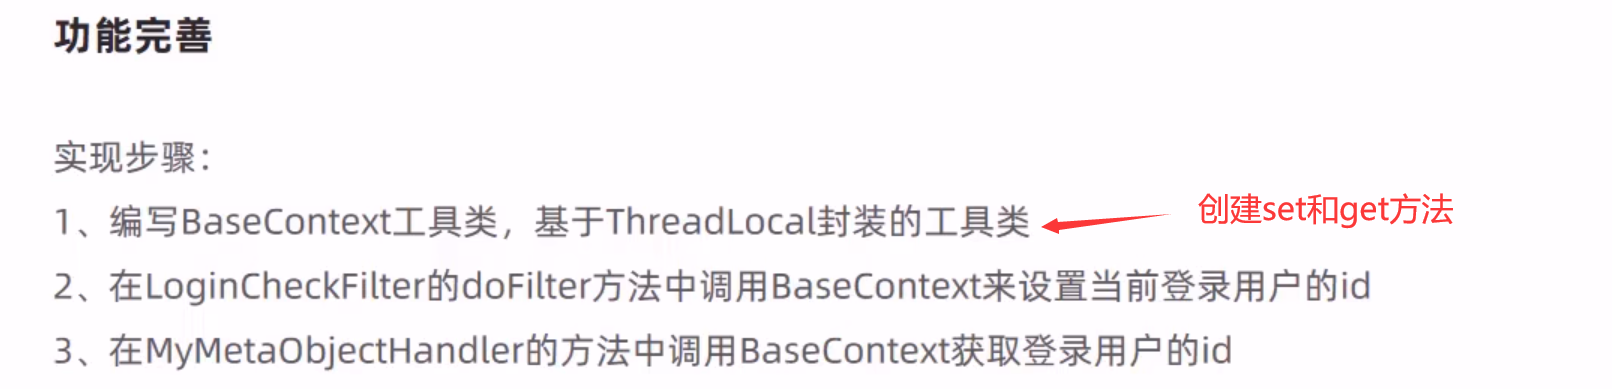 功能完善
实现步骤：
1、编写BaseContext工具类，基于ThreadLocal封装的工具类
创建set和get方法
2、在LoginCheckFilter的doFilter方法中调用BaseContext来设置当前登录用户的id
3、在MyMetaObjectHandler的方法中调用BaseContext获取登录用户的id